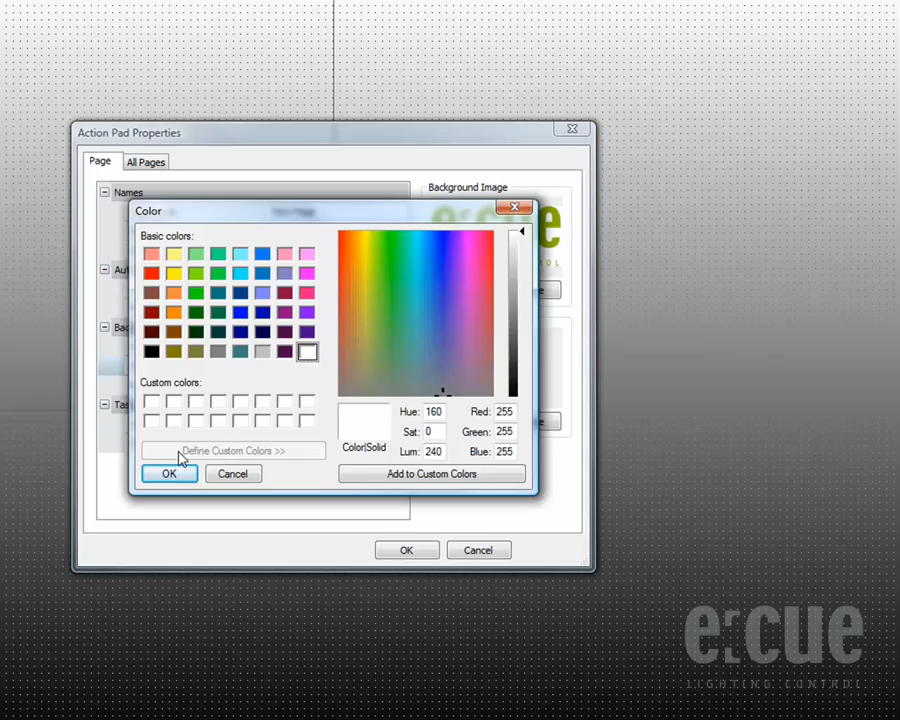 Action Pad Properties
Page
All Pages
Names
Background Image
Color
Basic colors:
Custom colors:
Hue: 160
Red: 255
Sat: 0
Green: 255
Color|Solid
Lum: 240
Blue: 255
Define Custom Colors >>
OK
Cancel
Add to Custom Colors
OK
Cancel
e:cue
LIGHTING CONTROL